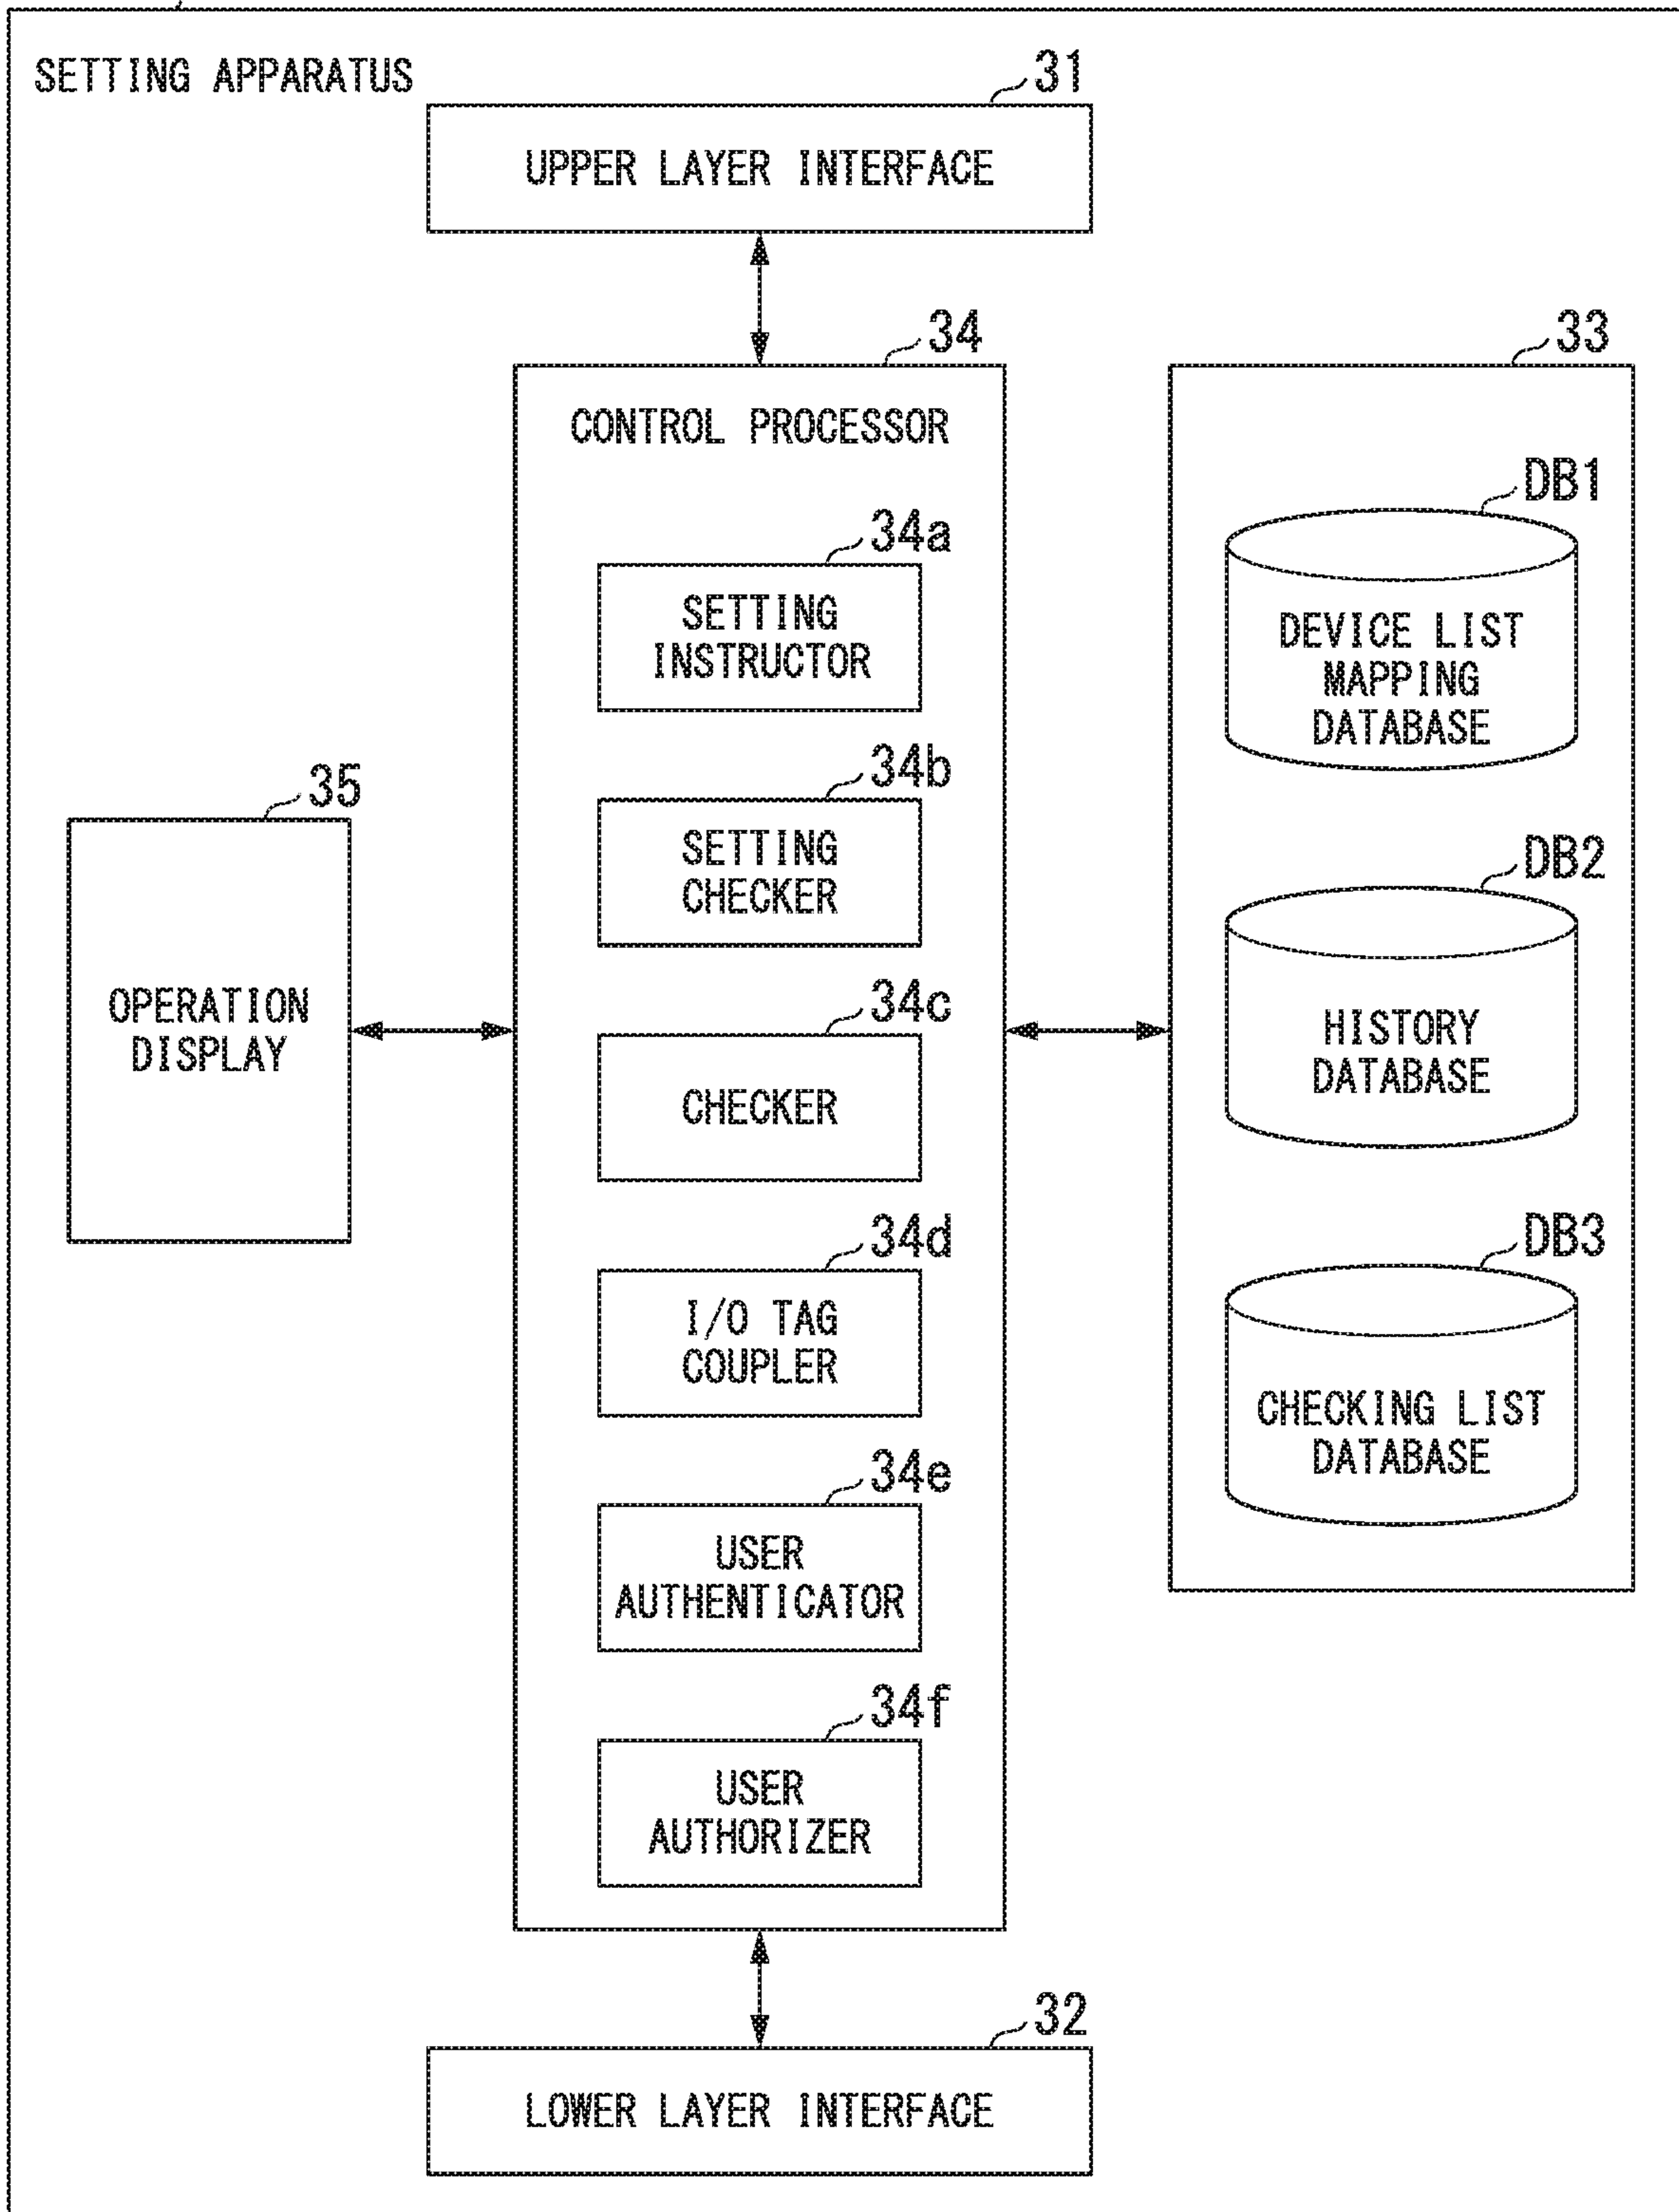 SETTING APPARATUS
31
UPPER LAYER INTERFACE
34
CONTROL PROCESSOR
34a
SETTING
INSTRUCTOR
34b
SETTING
CHECKER
34c
CHECKER
34d
I/O TAG
COUPLER
34e
USER
AUTHENTICATOR
34f
USER
AUTHORIZER
33
DB1
DEVICE LIST
MAPPING
DATABASE
DB2
HISTORY
DATABASE
DB3
CHECKING LIST
DATABASE
35
OPERATION
DISPLAY
32
LOWER LAYER INTERFACE